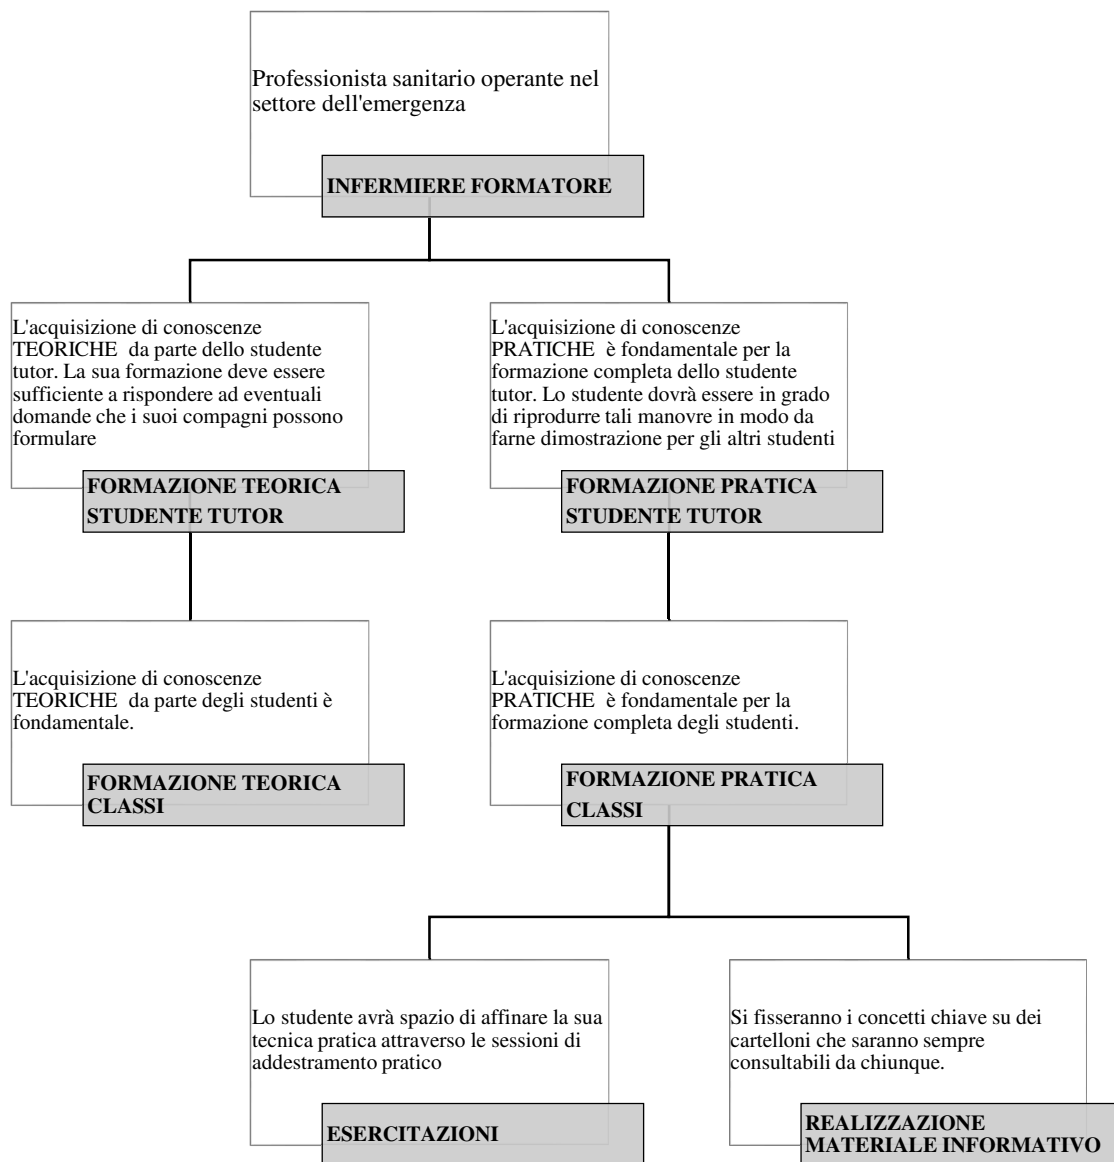 Professionista sanitario operante nel
settore dell'emergenza
INFERMIERE FORMATORE
L'acquisizione di conoscenze
TEORICHE  da parte dello studente
tutor. La sua formazione deve essere
sufficiente a rispondere ad eventuali
domande che i suoi compagni possono
formulare
FORMAZIONE TEORICA
STUDENTE TUTOR
L'acquisizione di conoscenze
PRATICHE  è fondamentale per la
formazione completa dello studente
tutor. Lo studente dovrà essere in grado
di riprodurre tali manovre in modo da
farne dimostrazione per gli altri studenti
FORMAZIONE PRATICA
STUDENTE TUTOR
L'acquisizione di conoscenze
TEORICHE  da parte degli studenti è
fondamentale.
FORMAZIONE TEORICA
CLASSI
L'acquisizione di conoscenze
PRATICHE  è fondamentale per la
formazione completa degli studenti.
FORMAZIONE PRATICA
CLASSI
Lo studente avrà spazio di affinare la sua
tecnica pratica attraverso le sessioni di
addestramento pratico
ESERCITAZIONI
Si fisseranno i concetti chiave su dei
cartelloni che saranno sempre
consultabili da chiunque.
REALIZZAZIONE
MATERIALE INFORMATIVO